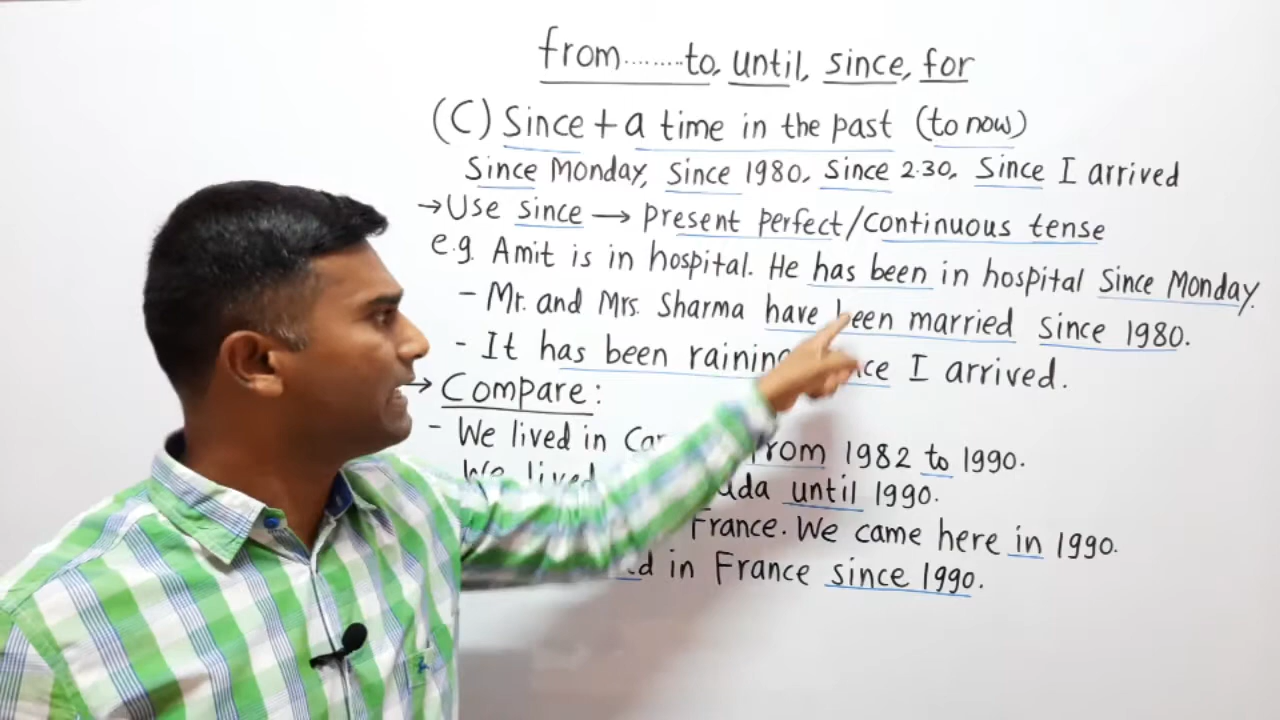 from........to, until, since, for
(C) Since + a time in the past (to now)
Since Monday, Since 1980, Since 2.30, Since I arrived
→ Use since → present perfect/continuous tense
e.g. Amit is in hospital. He has been in hospital Since Monday.
- Mr. and Mrs. Sharma have been married since 1980.
- It has been raining I arrived.
→ Compare:
- We lived in from 1982 to 1990.
We lived until 1990.
France. We came here in 1990.
in France since 1990.